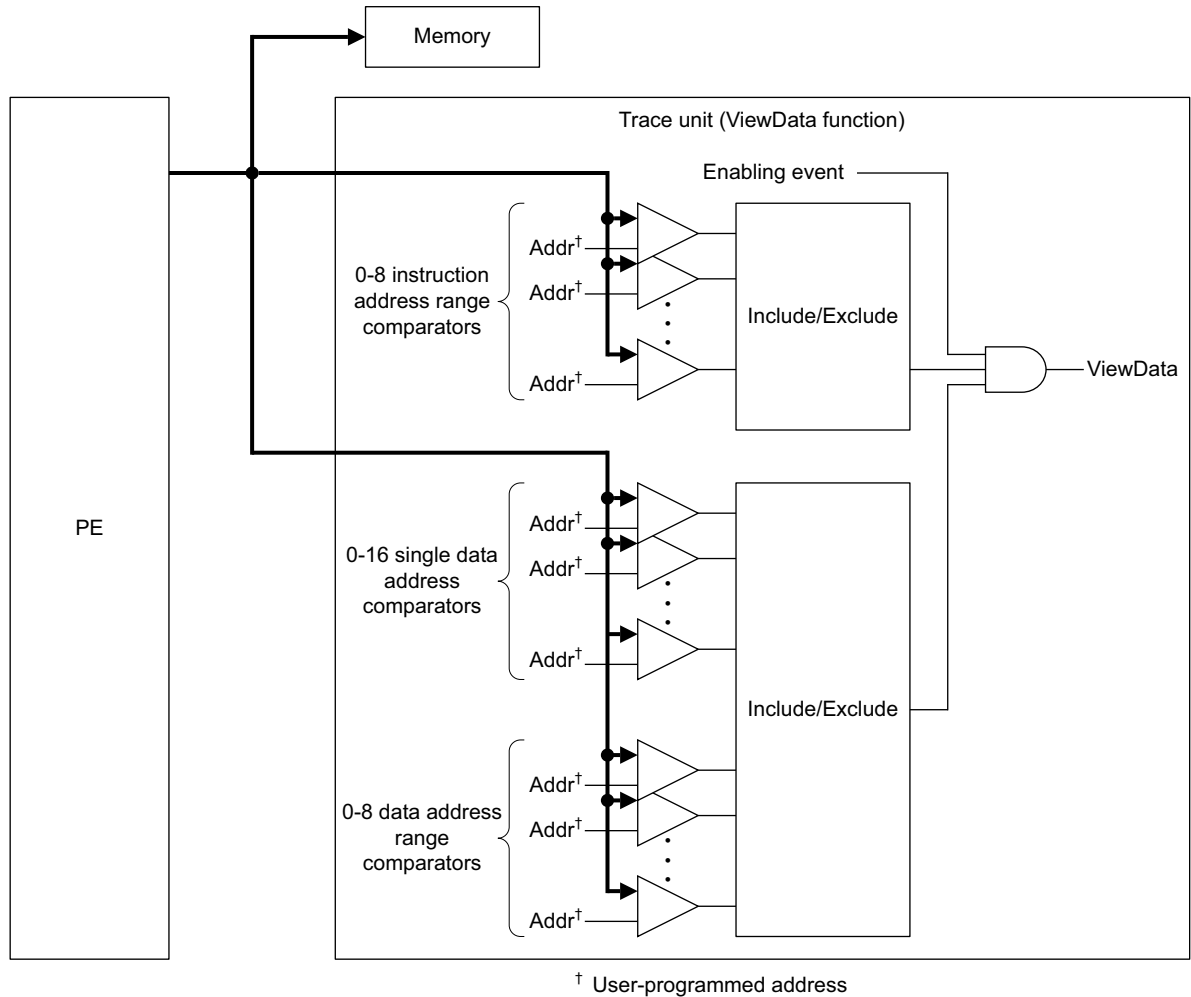 Memory
Trace unit (ViewData function)
Enabling event
Addr†
Addr†
0-8 instruction
address range
comparators
Include/Exclude
Addr†
ViewData
PE
Addr†
Addr†
0-16 single data
address
comparators
Addr†
Include/Exclude
Addr†
Addr†
0-8 data address
range
comparators
Addr†
† User-programmed address